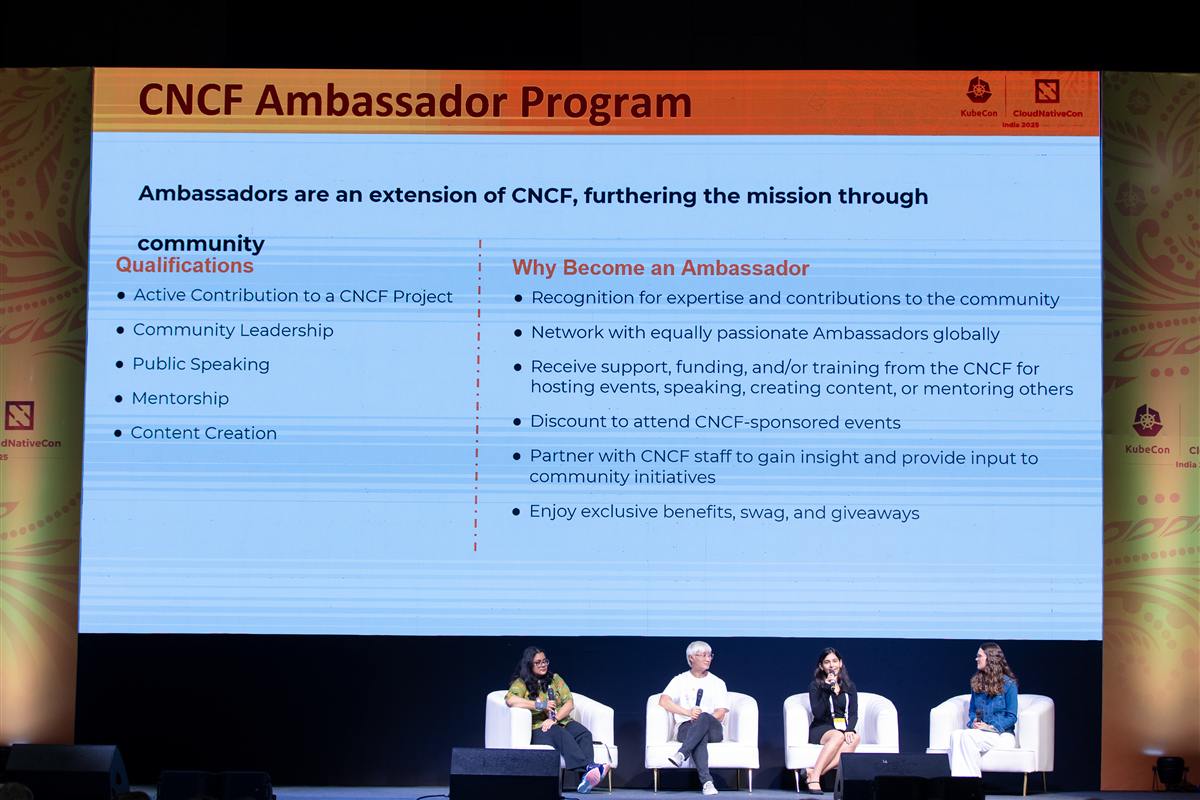 CNCF Ambassador Program
KubeCon
CloudNativeCon
India 2025
Ambassadors are an extension of CNCF, furthering the mission through
community
Qualifications
● Active Contribution to a CNCF Project
● Community Leadership
● Public Speaking
● Mentorship
● Content Creation
Why Become an Ambassador
● Recognition for expertise and contributions to the community
● Network with equally passionate Ambassadors globally
● Receive support, funding, and/or training from the CNCF for
hosting events, speaking, creating content, or mentoring others
● Discount to attend CNCF-sponsored events
● Partner with CNCF staff to gain insight and provide input to
community initiatives
● Enjoy exclusive benefits, swag, and giveaways
dNativeCon
25
KubeCon
Cl
India